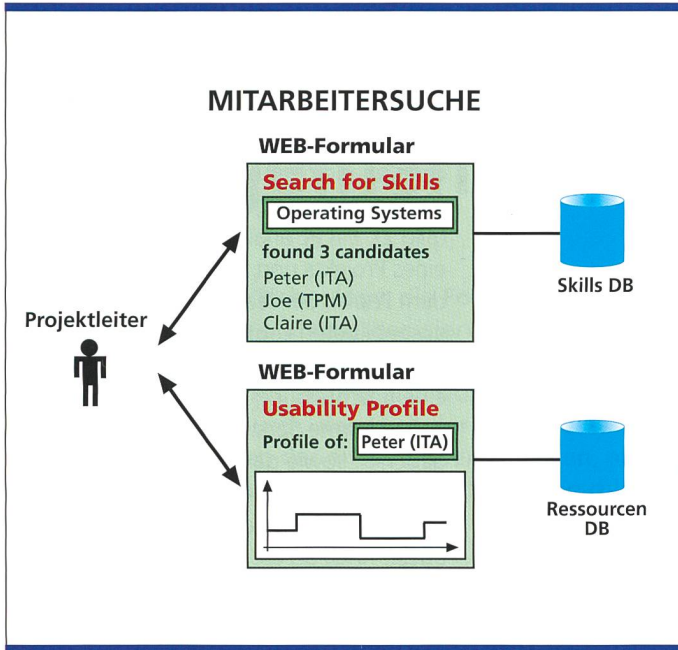 MITARBEITERSUCHE
WEB-Formular
Search for Skills
Operating Systems
found 3 candidates
Peter (ITA)
Joe (TPM)
Claire (ITA)
Skills DB
Projektleiter
WEB-Formular
Usability Profile
Profile of: Peter (ITA)
Ressourcen
DB